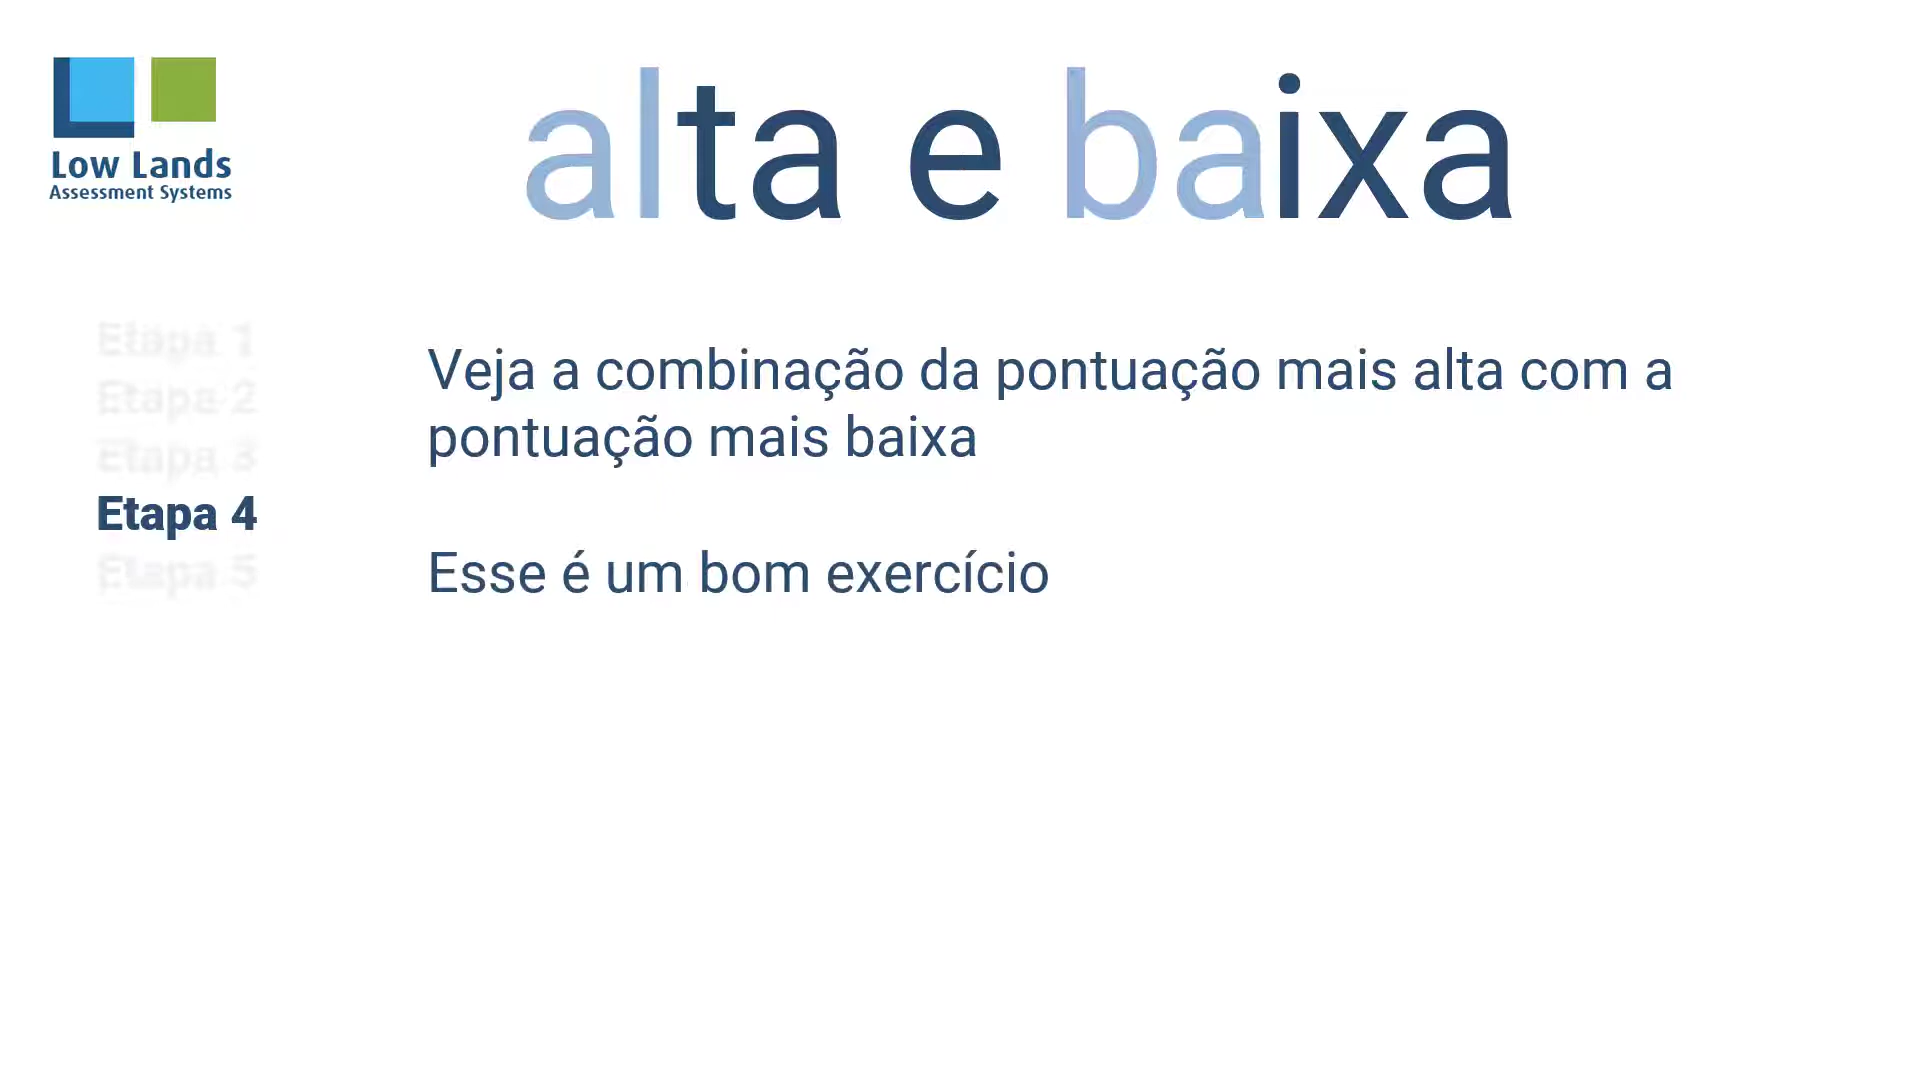 Low Lands
Assessment Systems
alta e baixa
Etapa 1
Etapa 2
Etapa 3
Etapa 4
Etapa 5
Veja a combinação da pontuação mais alta com a
pontuação mais baixa
Esse é um bom exercício